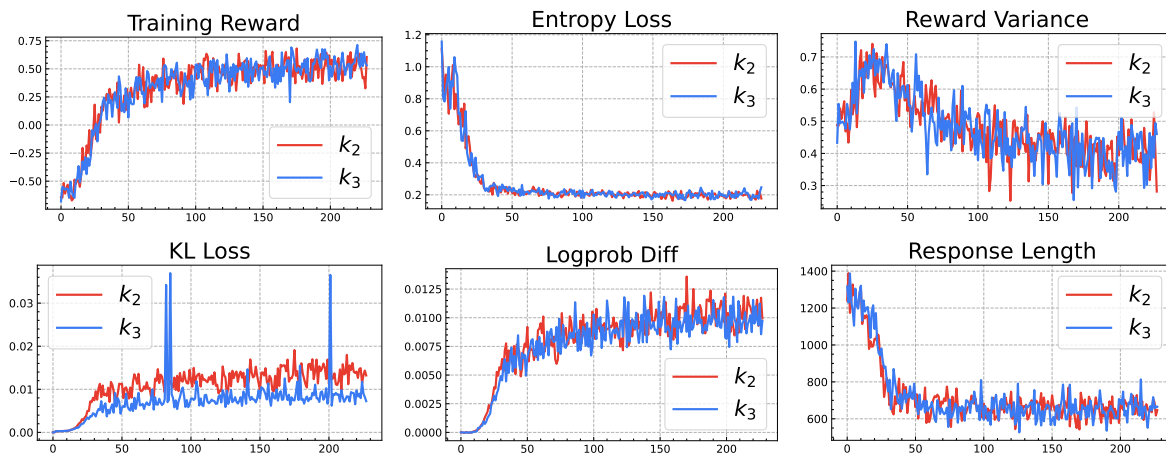 Training Reward
0.75
0.50
0.25
0.00
−0.25
−0.50
k2
k3
0 50 100 150 200
Entropy Loss
1.2
1.0
0.8
0.6
0.4
0.2
k2
k3
0 50 100 150 200
Reward Variance
0.7
0.6
0.5
0.4
0.3
k2
k3
0 50 100 150 200
KL Loss
0.03
0.02
0.01
0.00
k2
k3
0 50 100 150 200
Logprob Diff
0.0125
0.0100
0.0075
0.0050
0.0025
0.0000
k2
k3
0 50 100 150 200
Response Length
1400
1200
1000
800
600
k2
k3
0 50 100 150 200